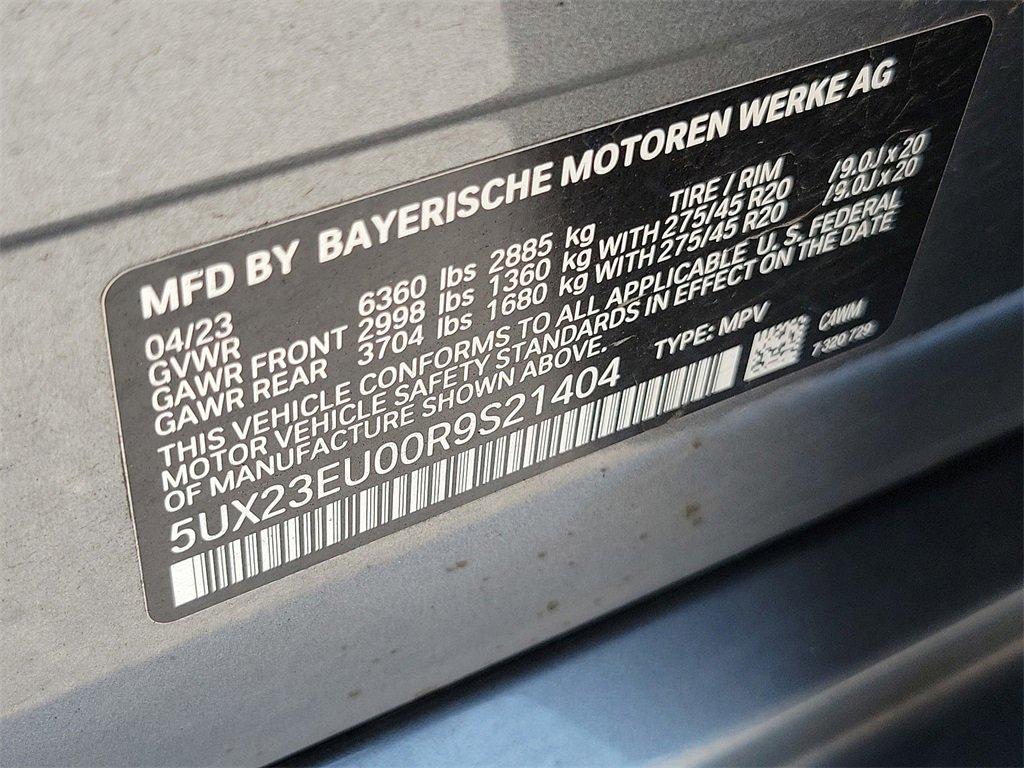 MFD BY BAYERISCHE MOTOREN WERKE AG
04/23 TIRE / RIM
GVWR 6360 lbs 2885 kg
GAWR FRONT 2998 lbs 1360 kg WITH 275/45 R20 /9.0J x 20
GAWR REAR 3704 lbs 1680 kg WITH 275/45 R20 /9.0J x 20
THIS VEHICLE CONFORMS TO ALL APPLICABLE U. S. FEDERAL
MOTOR VEHICLE SAFETY STANDARDS IN EFFECT ON THE DATE
OF MANUFACTURE SHOWN ABOVE.
5UX23EU00R9S21404 TYPE: MPV
CAWM
7320729